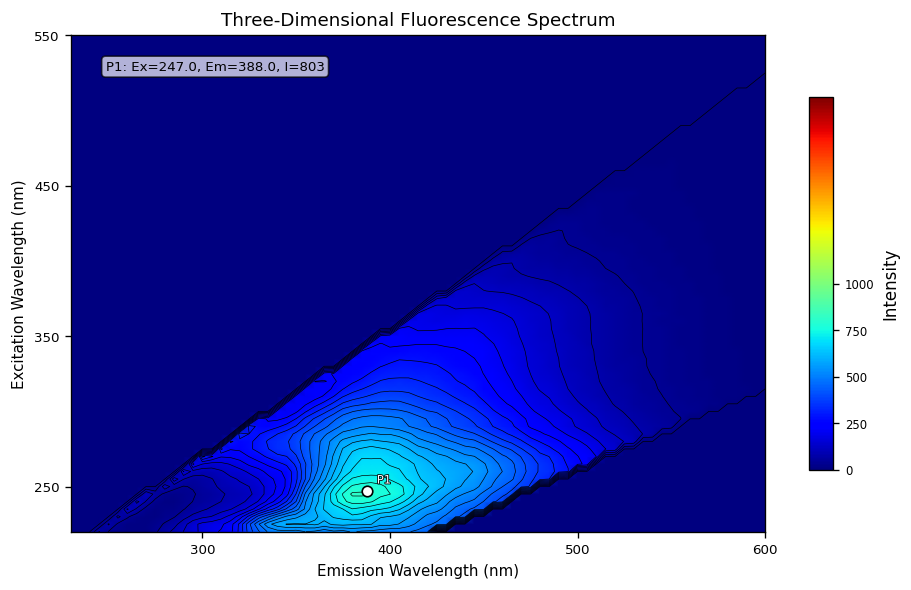 Three-Dimensional Fluorescence Spectrum
P1: Ex=247.0, Em=388.0, I=803
P1
550
450
350
250
Excitation Wavelength (nm)
300
400
500
600
Emission Wavelength (nm)
1000
750
500
250
0
Intensity